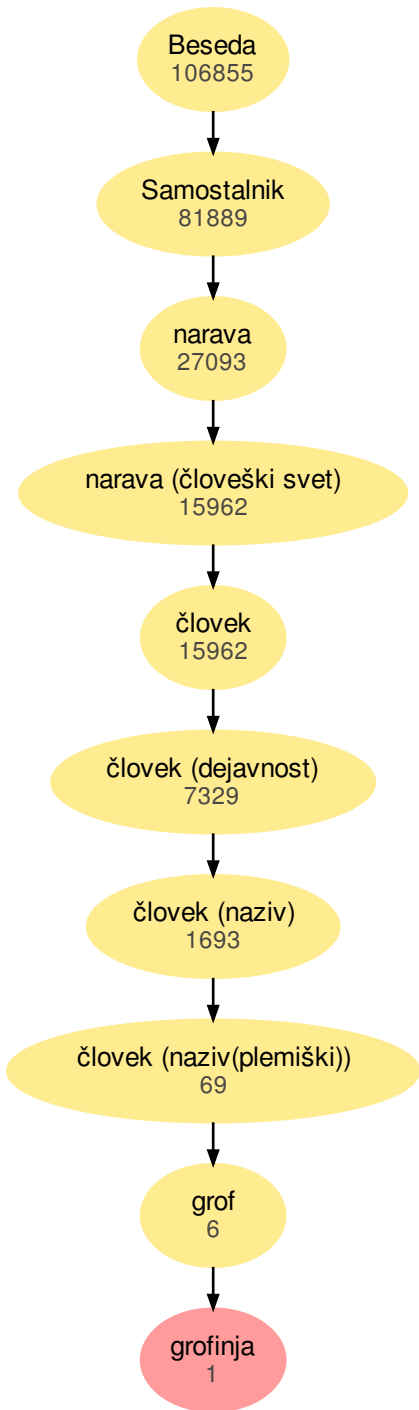 Beseda
106855
Samostalnik
81889
narava
27093
narava (človeški svet)
15962
človek
15962
človek (dejavnost)
7329
človek (naziv)
1693
človek (naziv(plemiški))
69
grof
6
grofinja
1